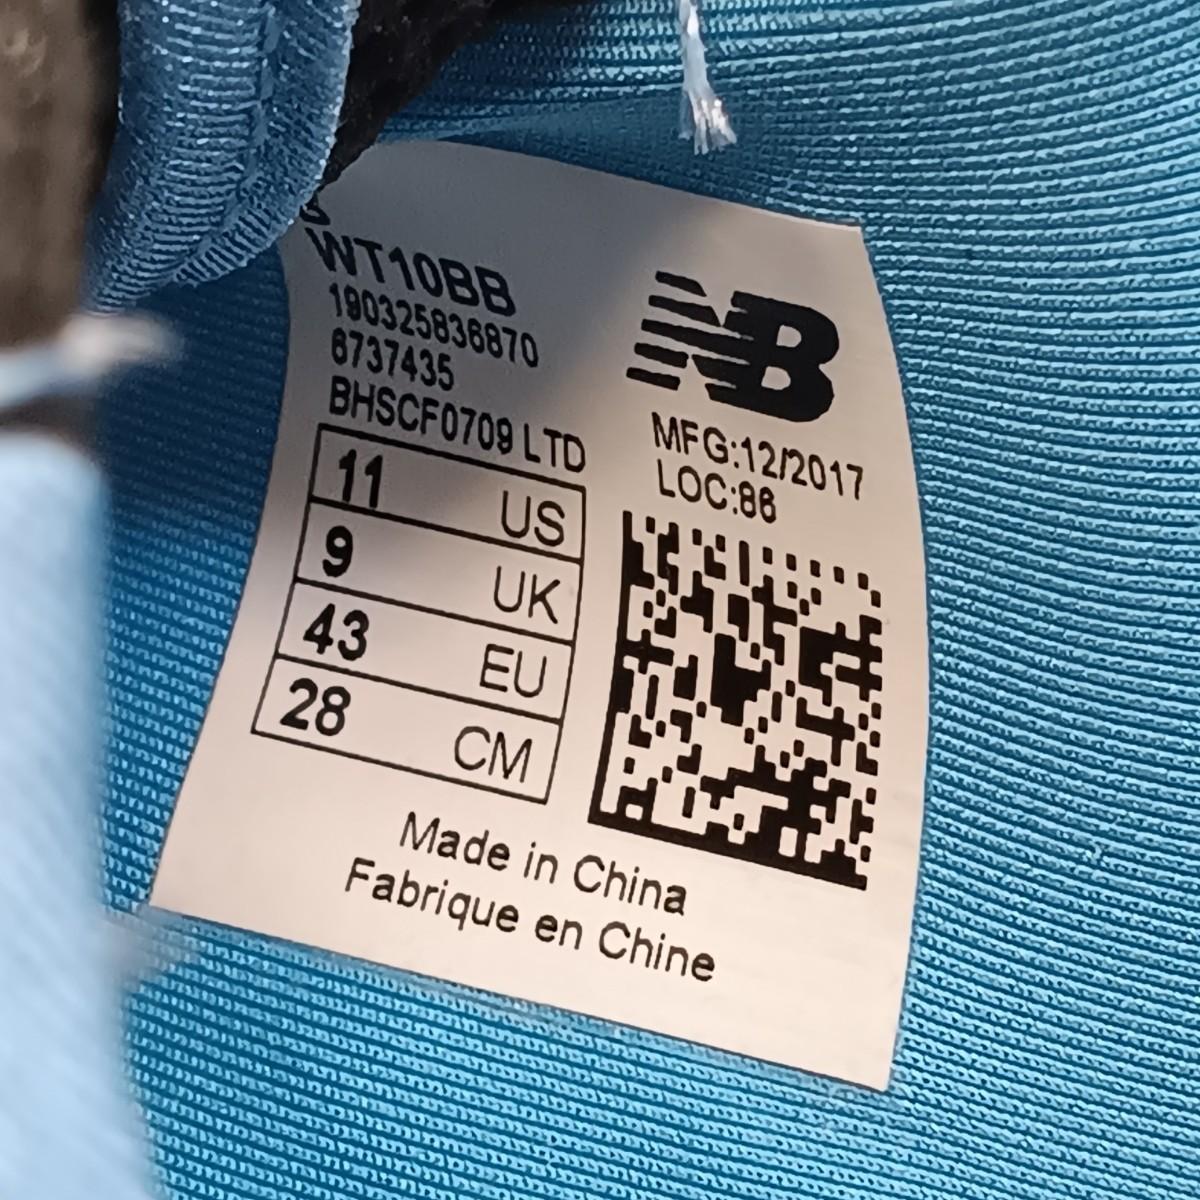 WT10BB
190325836870
6737435
BHSCF0709 LTD
11 US
9 UK
43 EU
28 CM
NB
MFG:12/2017
LOC:86
Made in China
Fabrique en Chine